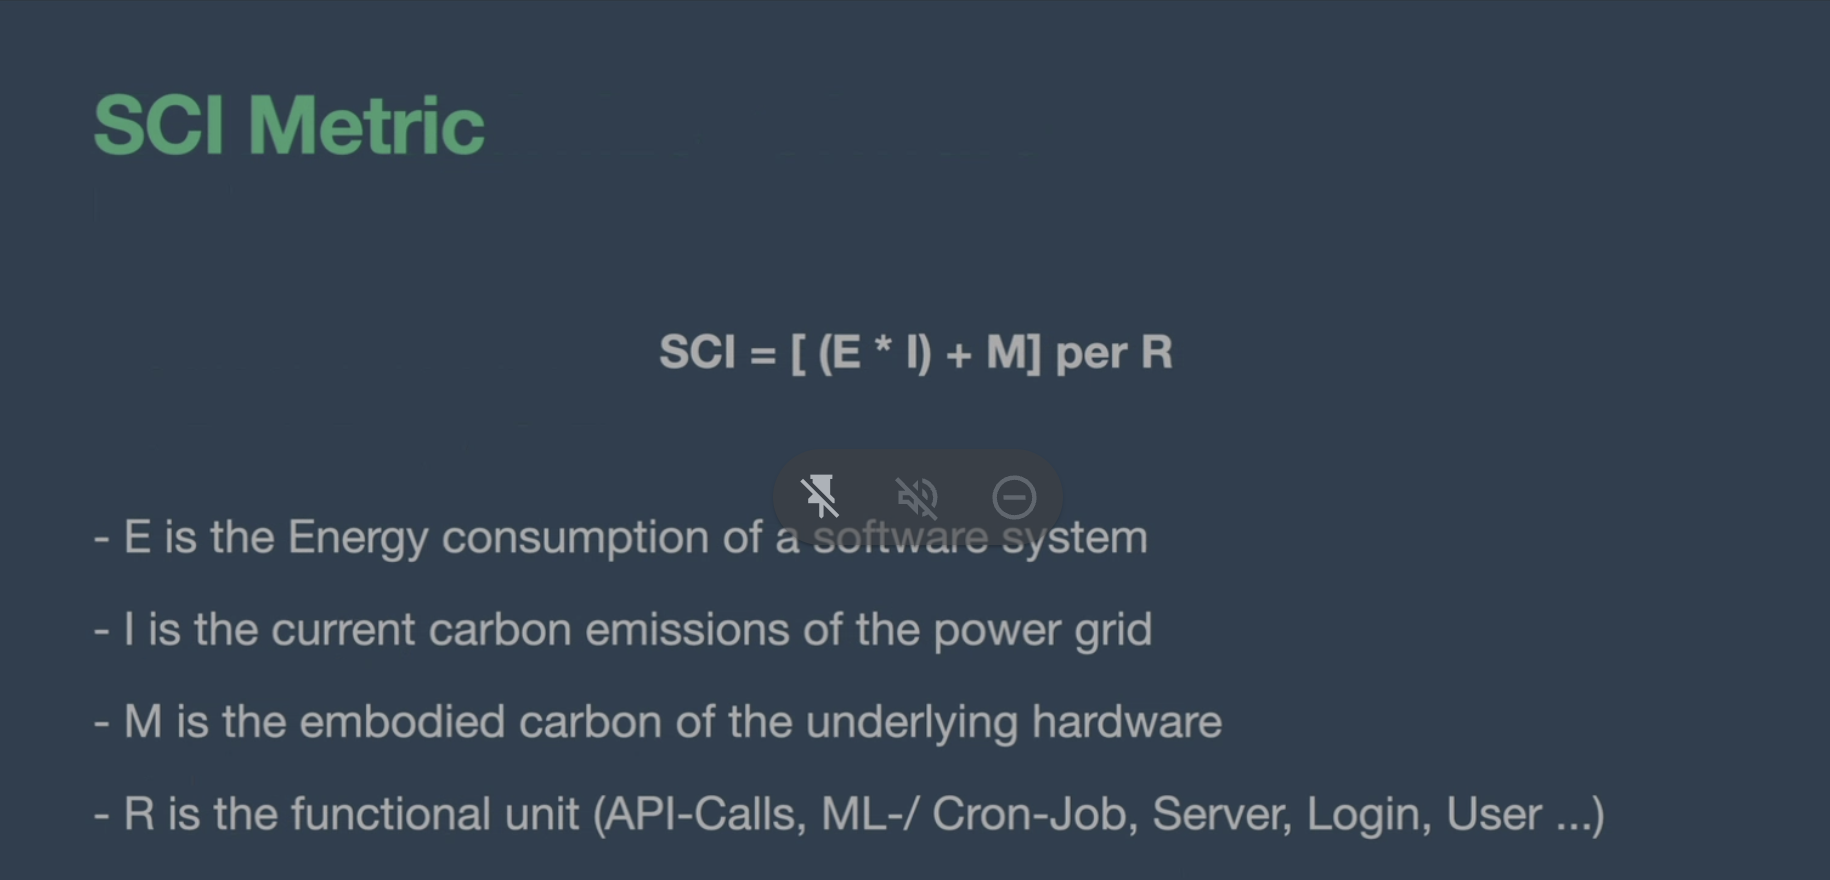 SCI Metric
SCI = [ (E * I) + M] per R
- E is the Energy consumption of a software system
- I is the current carbon emissions of the power grid
- M is the embodied carbon of the underlying hardware
- R is the functional unit (API-Calls, ML-/ Cron-Job, Server, Login, User ...)